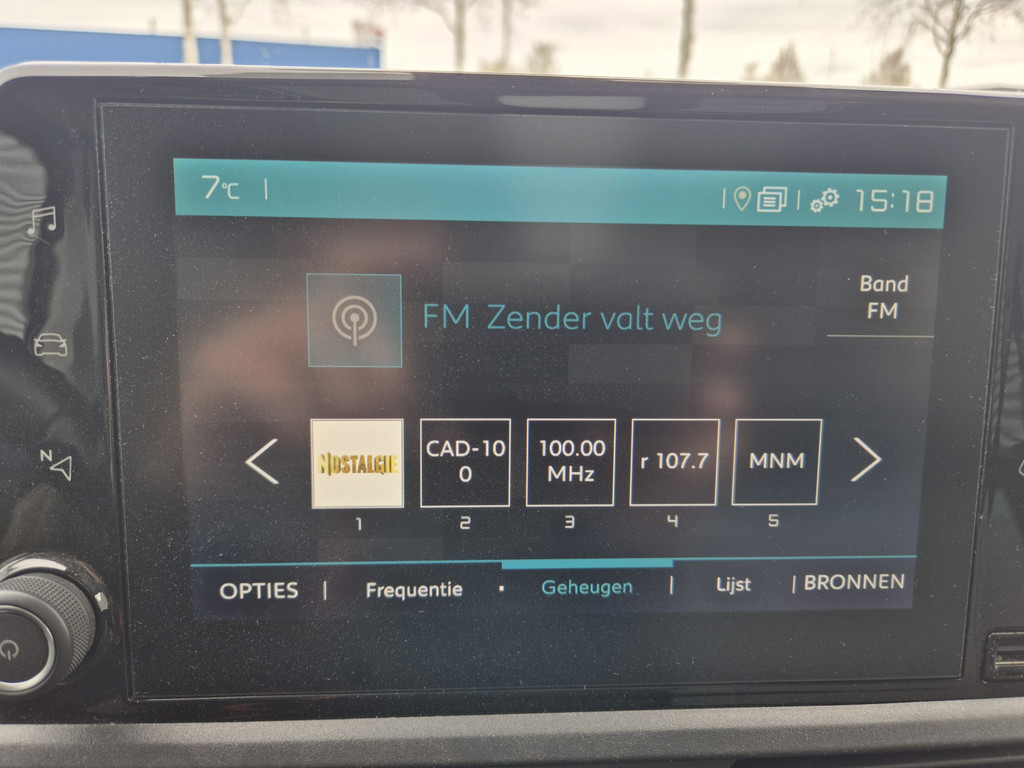 7°C
15:18
Band
FM
FM Zender valt weg
NOSTALGIE
CAD-10
0
100.00
MHz
r 107.7
MNM
1
2
3
4
5
OPTIES
Frequentie
Geheugen
Lijst
BRONNEN
N